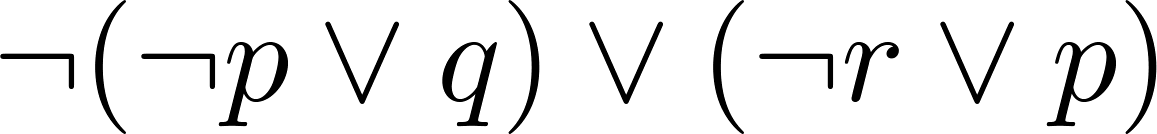 ¬(¬p ∨ q) ∨ (¬r ∨ p)